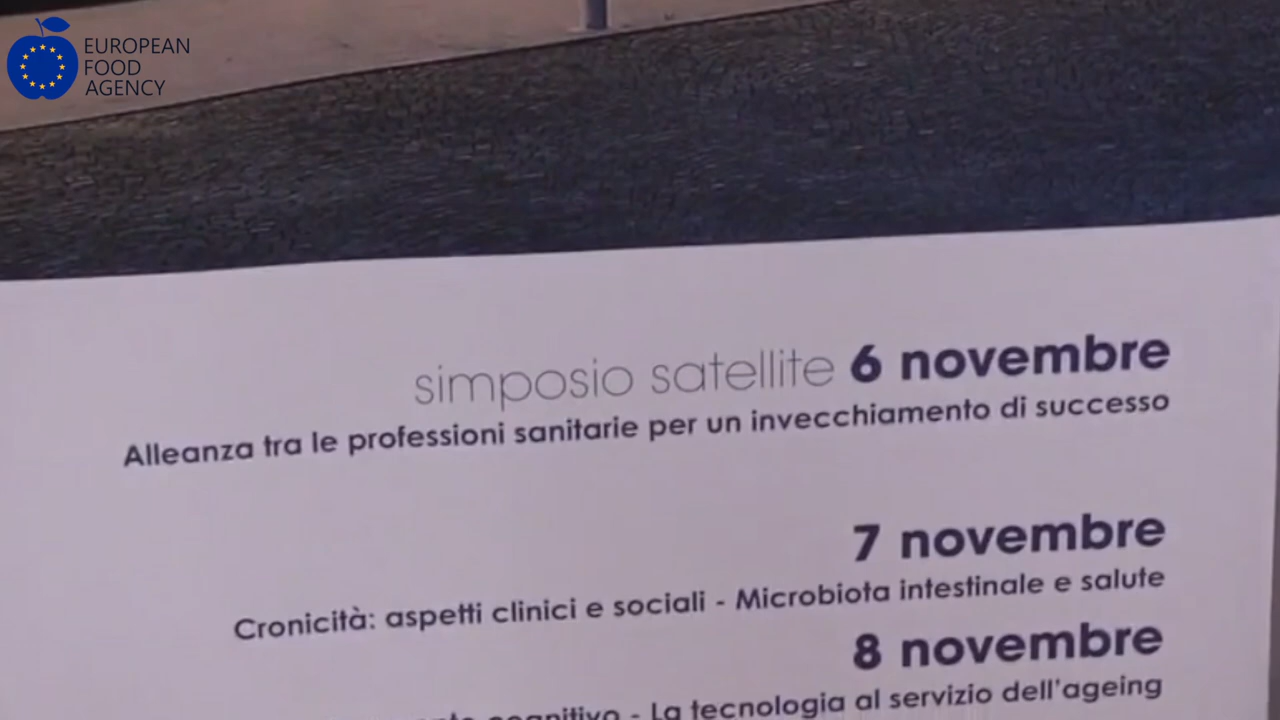 EUROPEAN
FOOD
AGENCY
simposio satellite 6 novembre
Alleanza tra le professioni sanitarie per un invecchiamento di successo
7 novembre
Cronicità: aspetti clinici e sociali - Microbiota intestinale e salute
8 novembre
cognitivo - La tecnologia al servizio dell'ageing